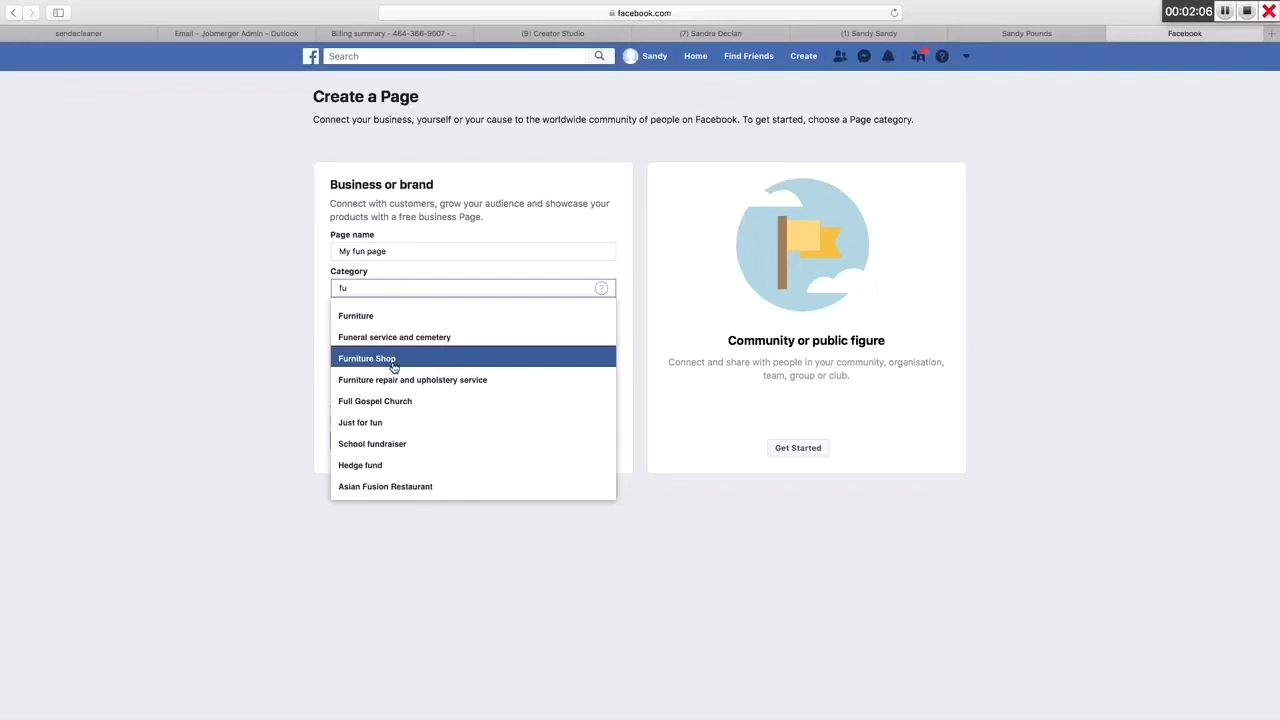 facebook.com
00:02:06
sendacleaner
Email - Jobmerger Admin - Outlook
Billing summary - 464-366-9007 -...
(9) Creator Studio
(7) Sandra Declan
(1) Sandy Sandy
Sandy Pounds
Facebook
Search
Sandy
Home
Find Friends
Create
Create a Page
Connect your business, yourself or your cause to the worldwide community of people on Facebook. To get started, choose a Page category.
Business or brand
Connect with customers, grow your audience and showcase your
products with a free business Page.
Page name
My fun page
Category
fu
Furniture
Funeral service and cemetery
Furniture Shop
Furniture repair and upholstery service
Full Gospel Church
Just for fun
School fundraiser
Hedge fund
Asian Fusion Restaurant
Community or public figure
Connect and share with people in your community, organisation,
team, group or club.
Get Started